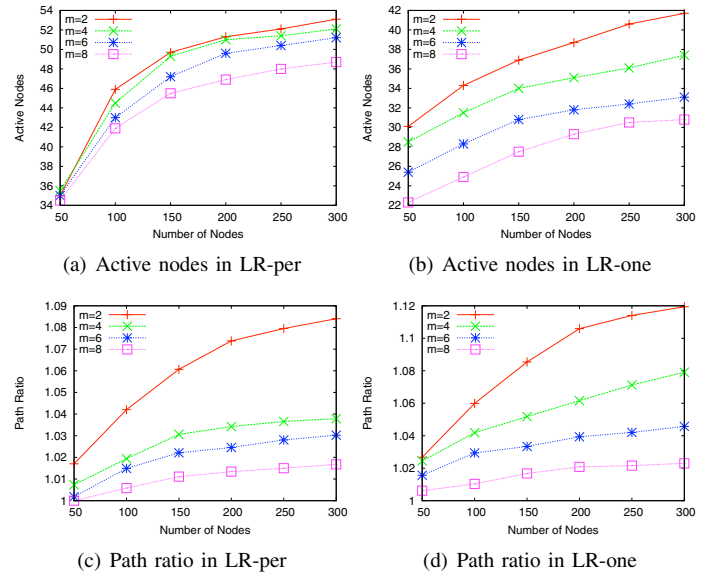 54
52
50
48
46
44
42
40
38
36
34
Active Nodes
m=2
m=4
m=6
m=8
50 100 150 200 250 300
Number of Nodes
(a) Active nodes in LR-per
42
40
38
36
34
32
30
28
26
24
22
Active Nodes
m=2
m=4
m=6
m=8
50 100 150 200 250 300
Number of Nodes
(b) Active nodes in LR-one
1.09
1.08
1.07
1.06
1.05
1.04
1.03
1.02
1.01
1
Path Ratio
m=2
m=4
m=6
m=8
50 100 150 200 250 300
Number of Nodes
(c) Path ratio in LR-per
1.12
1.1
1.08
1.06
1.04
1.02
1
Path Ratio
m=2
m=4
m=6
m=8
50 100 150 200 250 300
Number of Nodes
(d) Path ratio in LR-one